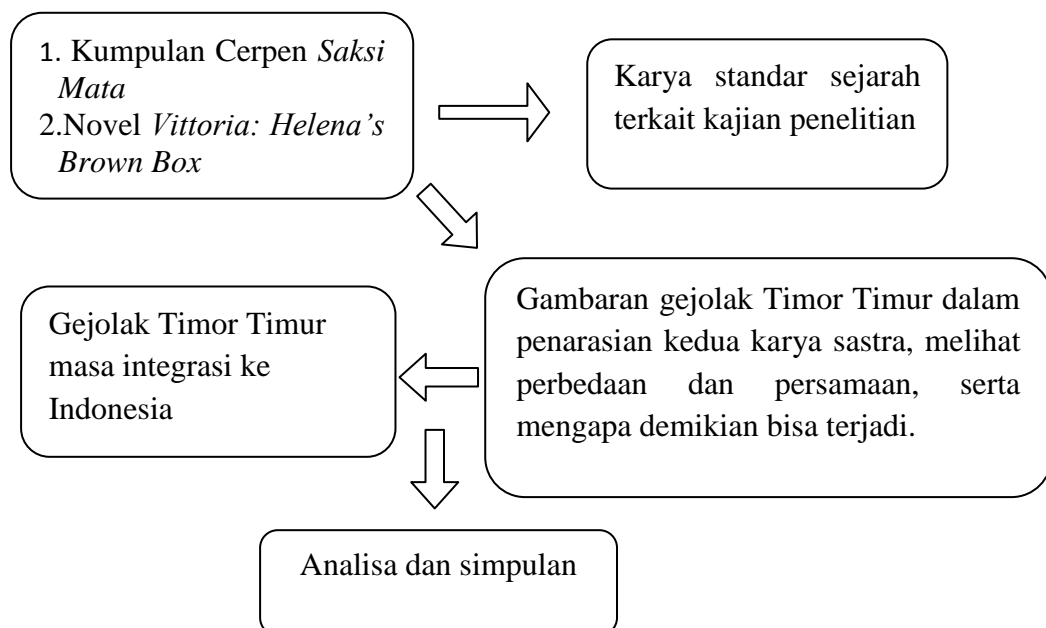 1. Kumpulan Cerpen Saksi
Mata
2.Novel Vittoria: Helena’s
Brown Box
Karya standar sejarah
terkait kajian penelitian
Gambaran gejolak Timor Timur dalam
penarasian kedua karya sastra, melihat
perbedaan dan persamaan, serta
mengapa demikian bisa terjadi.
Gejolak Timor Timur
masa integrasi ke
Indonesia
Analisa dan simpulan